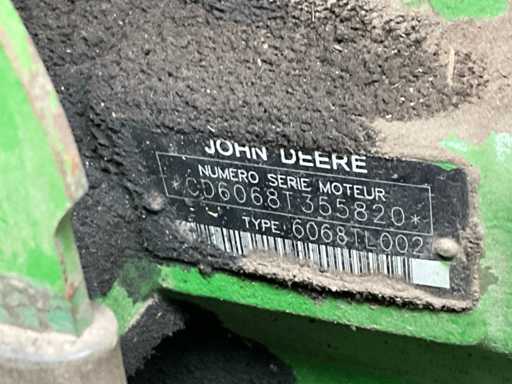 JOHN DEERE
NUMERO SERIE MOTEUR
*CD6068T355820*
TYPE 6068TL002